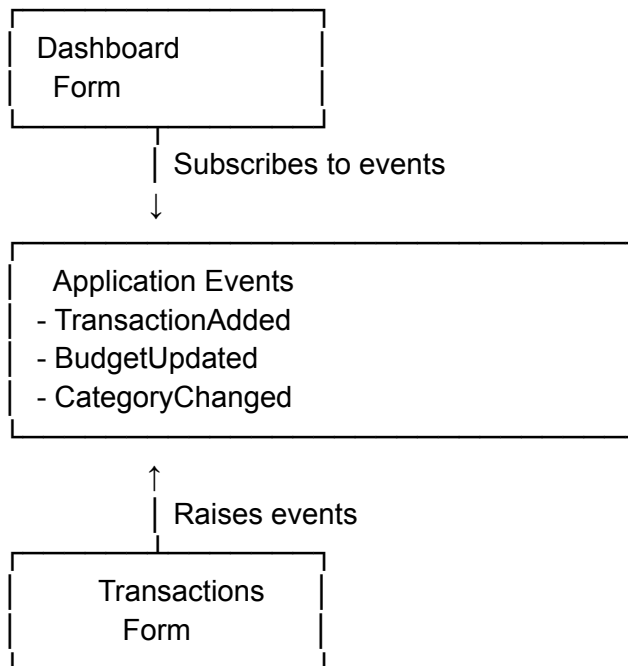 Dashboard
Form
Subscribes to events
↓
Application Events
- TransactionAdded
- BudgetUpdated
- CategoryChanged
↑
Raises events
Transactions
Form